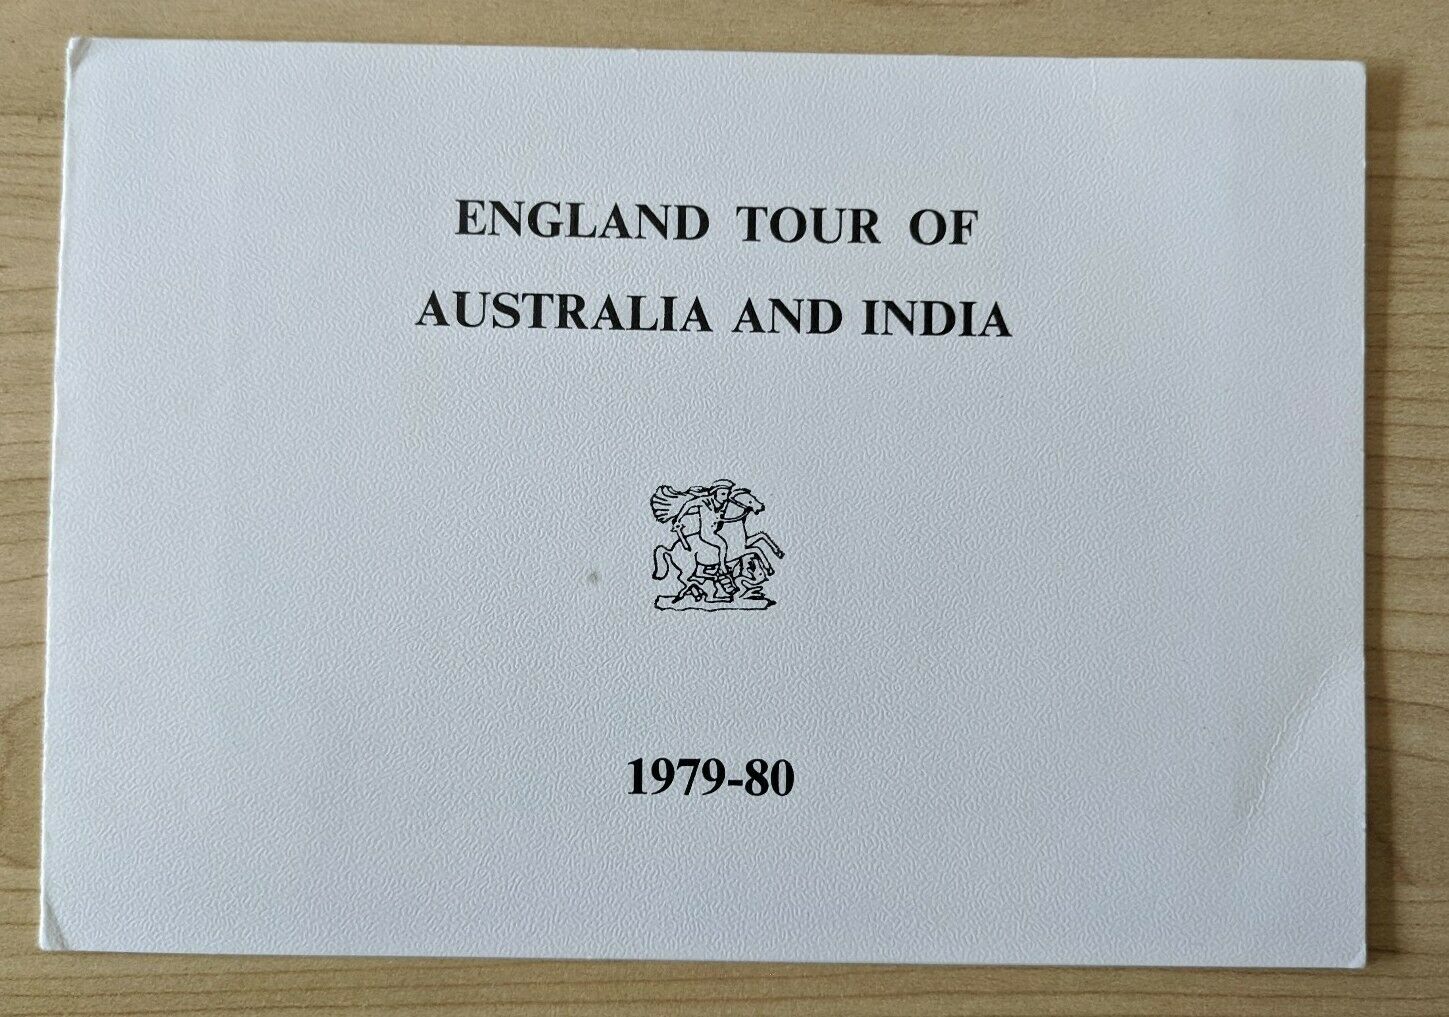 ENGLAND TOUR OF
AUSTRALIA AND INDIA
1979-80